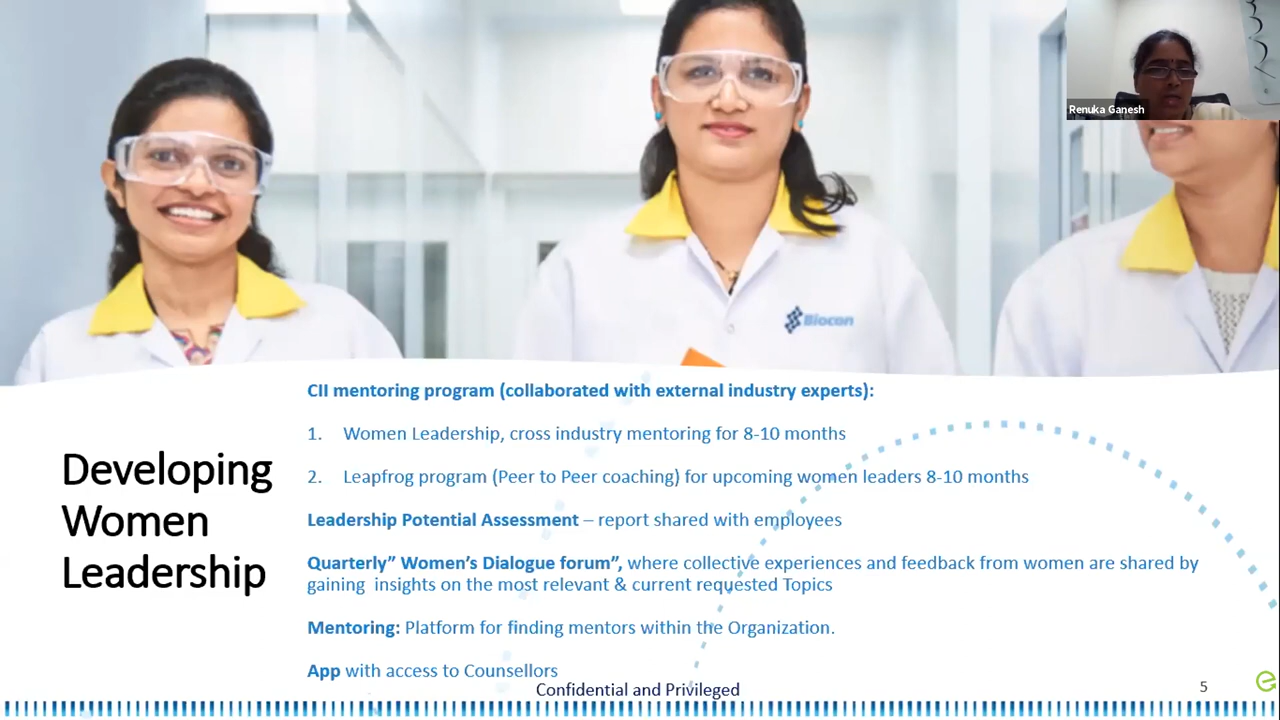 Renuka Ganesh
Biocon
CII mentoring program (collaborated with external industry experts):
1. Women Leadership, cross industry mentoring for 8-10 months
2. Leapfrog program (Peer to Peer coaching) for upcoming women leaders 8-10 months
Developing
Women
Leadership
Leadership Potential Assessment – report shared with employees
Quarterly” Women’s Dialogue forum”, where collective experiences and feedback from women are shared by
gaining insights on the most relevant & current requested Topics
Mentoring: Platform for finding mentors within the Organization.
App with access to Counsellors
Confidential and Privileged
5